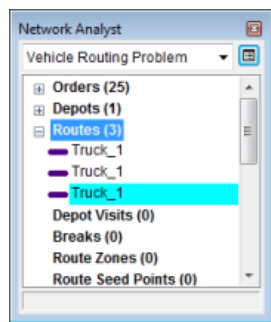 Network Analyst
Vehicle Routing Problem
Orders (25)
Depots (1)
Routes (3)
Truck_1
Truck_1
Truck_1
Depot Visits (0)
Breaks (0)
Route Zones (0)
Route Seed Points (0)